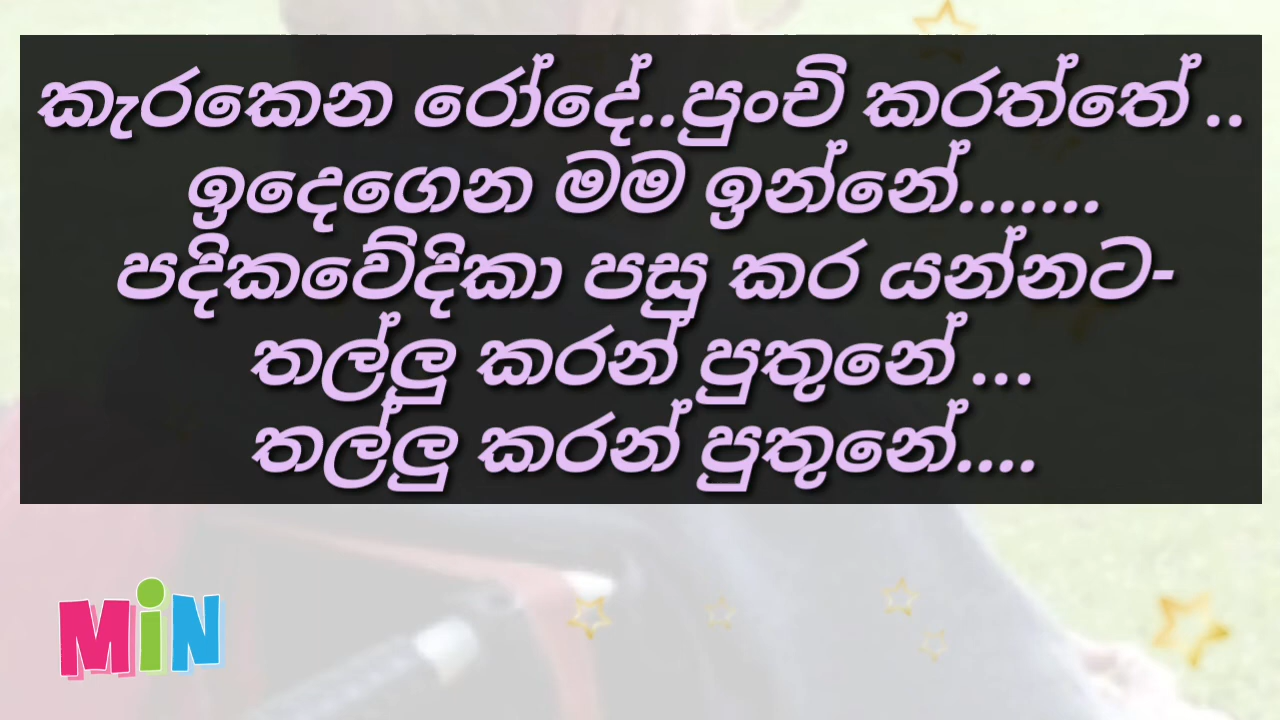 කැරකෙන රෝදේ..පුංචි කරත්තේ ..
ඉදෙගෙන මම ඉන්නේ.......
පදිකවේදිකා පසු කර යන්නට-
තල්ලු කරන් පුතුනේ ...
තල්ලු කරන් පුතුනේ....
MiN